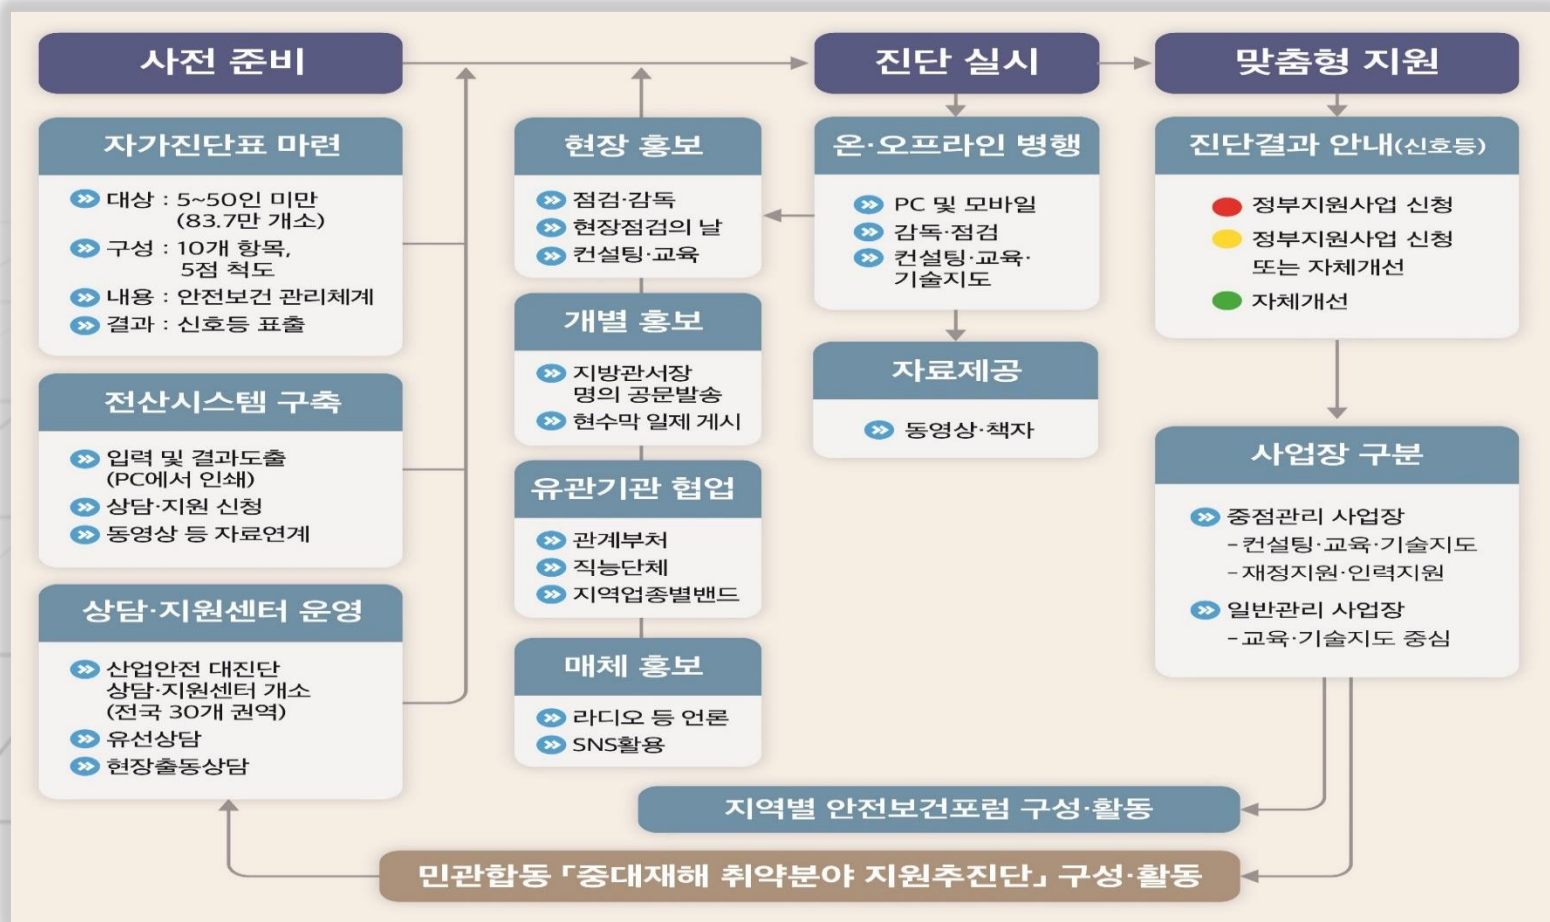 사전 준비
자가진단표 마련
대상 : 5~50인 미만
(83.7만 개소)
구성 : 10개 항목,
5점 척도
내용 : 안전보건 관리체계
결과 : 신호등 표출
전산시스템 구축
입력 및 결과도출
(PC에서 인쇄)
상담·지원 신청
동영상 등 자료연계
상담·지원센터 운영
산업안전 대진단
상담·지원센터 개소
(전국 30개 권역)
유선상담
현장출동상담
현장 홍보
점검·감독
현장점검의 날
컨설팅·교육
개별 홍보
지방관서장
명의 공문발송
현수막 일제 게시
유관기관 협업
관계부처
직능단체
지역업종별밴드
매체 홍보
라디오 등 언론
SNS활용
진단 실시
온·오프라인 병행
PC 및 모바일
감독·점검
컨설팅·교육·
기술지도
자료제공
동영상·책자
맞춤형 지원
진단결과 안내(신호등)
정부지원사업 신청
정부지원사업 신청
또는 자체개선
자체개선
사업장 구분
중점관리 사업장
-컨설팅·교육·기술지도
-재정지원·인력지원
일반관리 사업장
-교육·기술지도 중심
지역별 안전보건포럼 구성·활동
민관합동 「중대재해 취약분야 지원추진단」 구성·활동